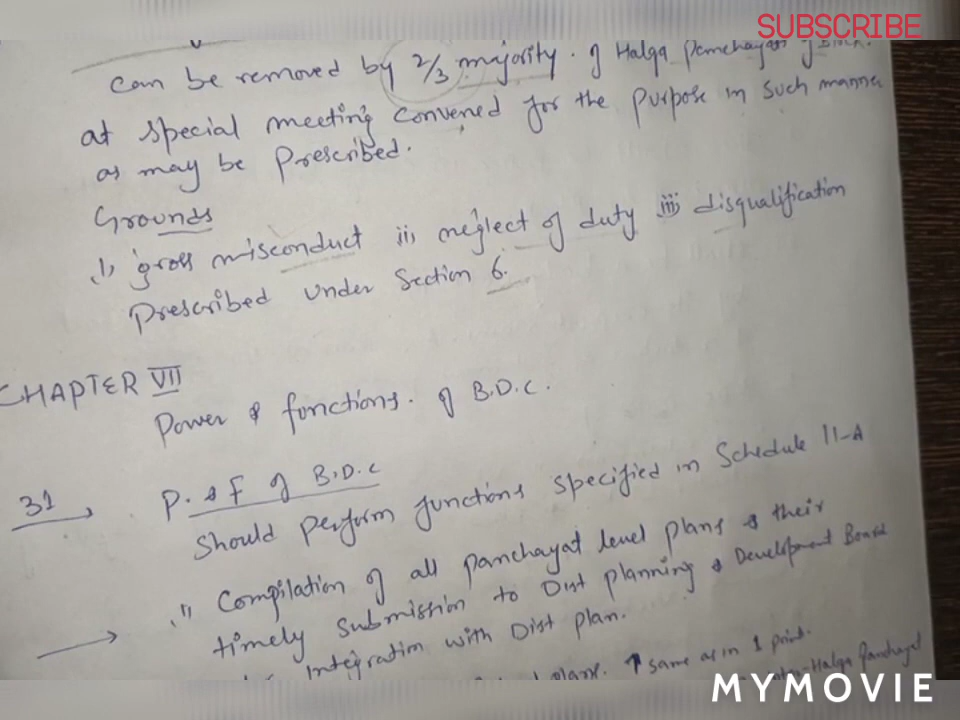 SUBSCRIBE
can be removed by 2/3 majority. of Halqa Panchayats of block.
at special meeting convened for the purpose in such manner
as may be prescribed.
Grounds
i) gross misconduct ii) neglect of duty iii) disqualification
prescribed under Section 6.
CHAPTER VII
Power & functions. of B.D.C.
31 → P. & F of B.D.C
Should perform functions specified in Schedule II-A
i) Compilation of all panchayat level plans & their
timely submission to Dist planning & Development Board
Integration with Dist plan.
plans. ↑ same as in 1 point.
Halqa Panchayat
MYMOVIE